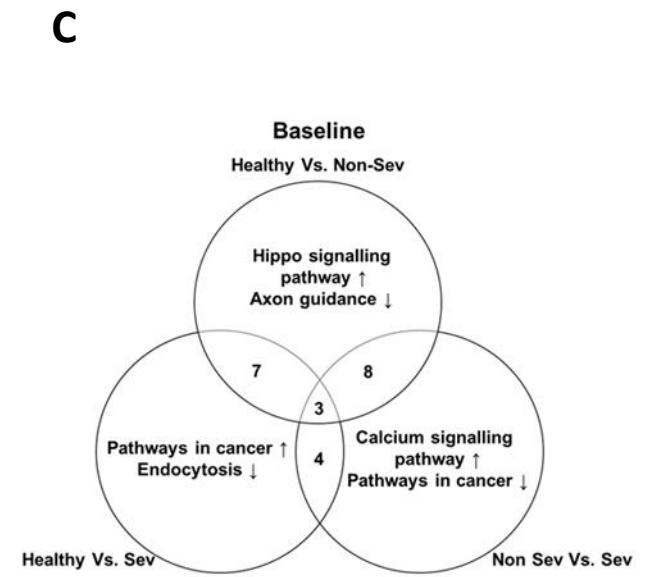 C
Baseline
Healthy Vs. Non-Sev
Hippo signalling
pathway ↑
Axon guidance ↓
7
8
3
Pathways in cancer ↑
Endocytosis ↓
4
Calcium signalling
pathway ↑
Pathways in cancer ↓
Healthy Vs. Sev
Non Sev Vs. Sev